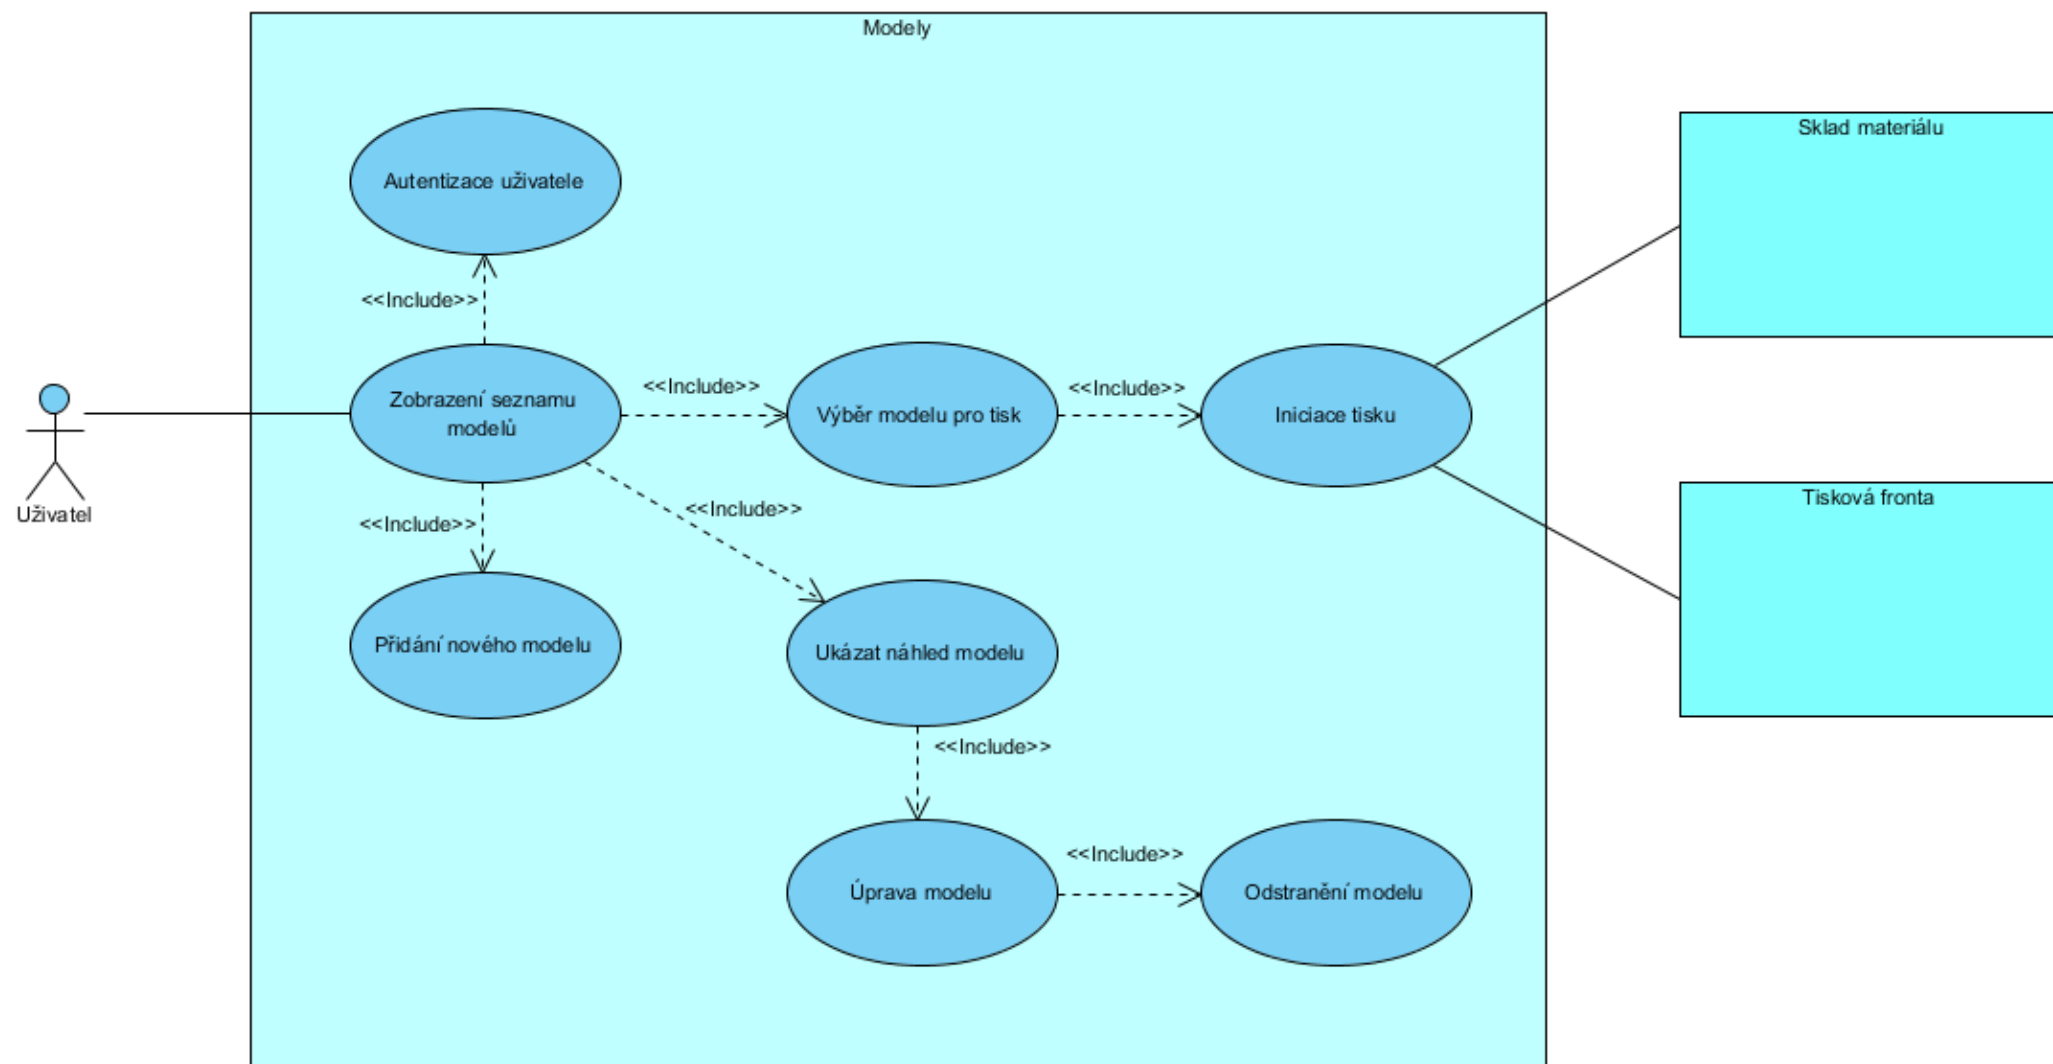 Modely
Sklad materiálu
Autentizace uživatele
<<Include>>
Zobrazení seznamu
modelů
<<Include>>
Výběr modelu pro tisk
<<Include>>
Iniciace tisku
Uživatel
<<Include>>
<<Include>>
Tisková fronta
Přidání nového modelu
Ukázat náhled modelu
<<Include>>
Úprava modelu
<<Include>>
Odstranění modelu